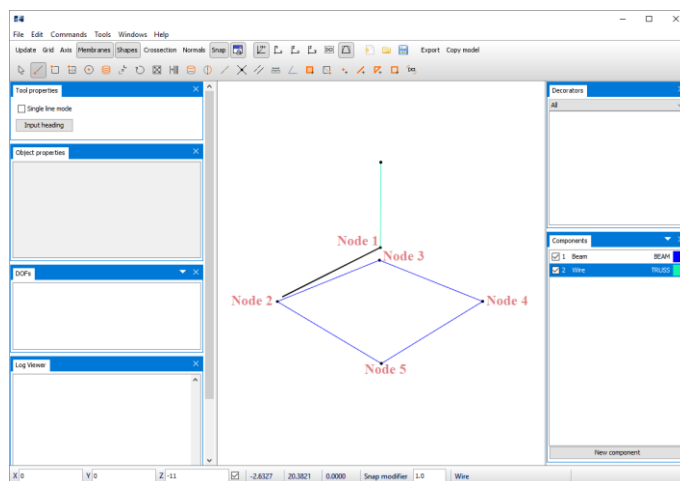 File Edit Commands Tools Windows Help
Update Grid Axis Membranes Shapes Crossection Normals Snap Export Copy model
Tool properties
Single line mode
Input heading
Object properties
DOFs
Log Viewer
Node 1
Node 3
Node 2
Node 4
Node 5
Decorators
All
Components
1 Beam BEAM
2 Wire TRUSS
New component
X 0 Y 0 Z -11 -2.6327 20.3821 0.0000 Snap modifier 1.0 Wire